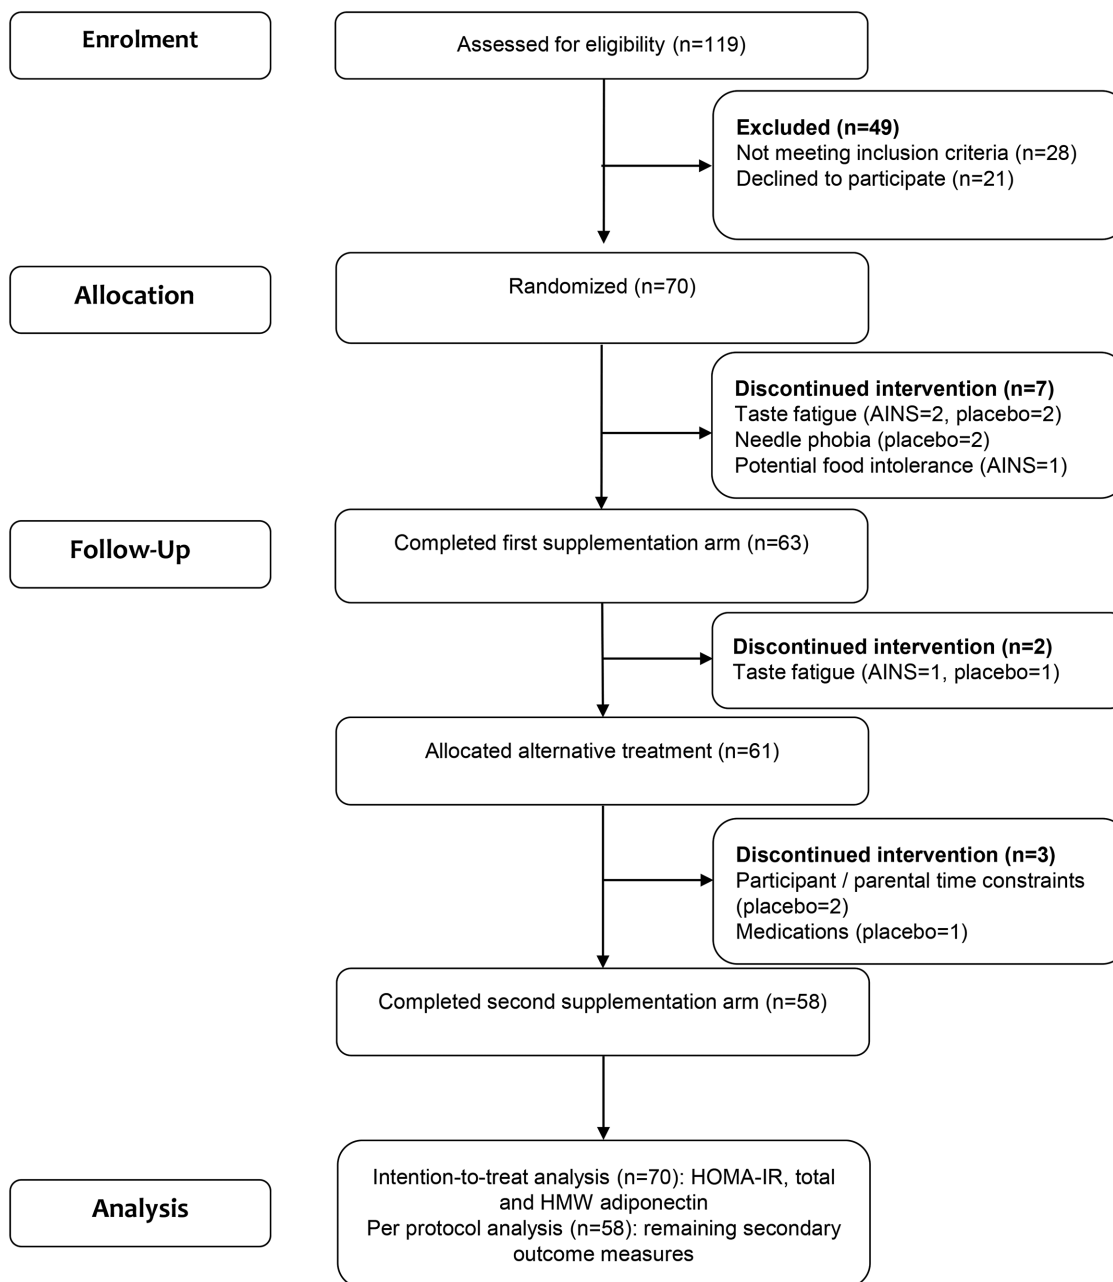 Enrolment
Assessed for eligibility (n=119)
Excluded (n=49)
Not meeting inclusion criteria (n=28)
Declined to participate (n=21)
Allocation
Randomized (n=70)
Discontinued intervention (n=7)
Taste fatigue (AINS=2, placebo=2)
Needle phobia (placebo=2)
Potential food intolerance (AINS=1)
Follow-Up
Completed first supplementation arm (n=63)
Discontinued intervention (n=2)
Taste fatigue (AINS=1, placebo=1)
Allocated alternative treatment (n=61)
Discontinued intervention (n=3)
Participant / parental time constraints
(placebo=2)
Medications (placebo=1)
Completed second supplementation arm (n=58)
Analysis
Intention-to-treat analysis (n=70): HOMA-IR, total
and HMW adiponectin
Per protocol analysis (n=58): remaining secondary
outcome measures